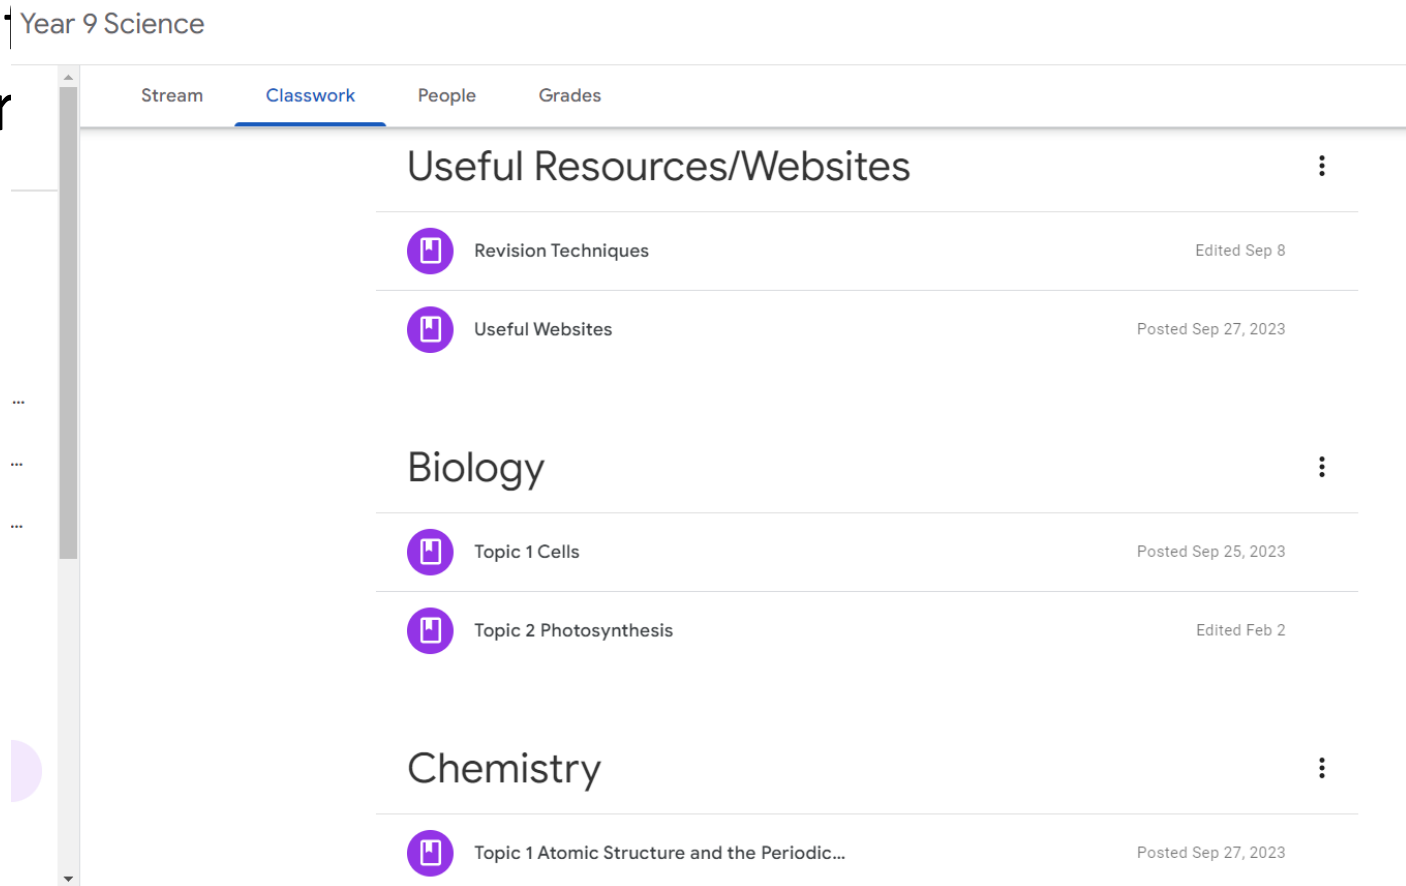 Year 9 Science
Stream Classwork People Grades
Useful Resources/Websites
Revision Techniques Edited Sep 8
Useful Websites Posted Sep 27, 2023
...
Biology
...
...
Topic 1 Cells Posted Sep 25, 2023
Topic 2 Photosynthesis Edited Feb 2
Chemistry
Topic 1 Atomic Structure and the Periodic... Posted Sep 27, 2023